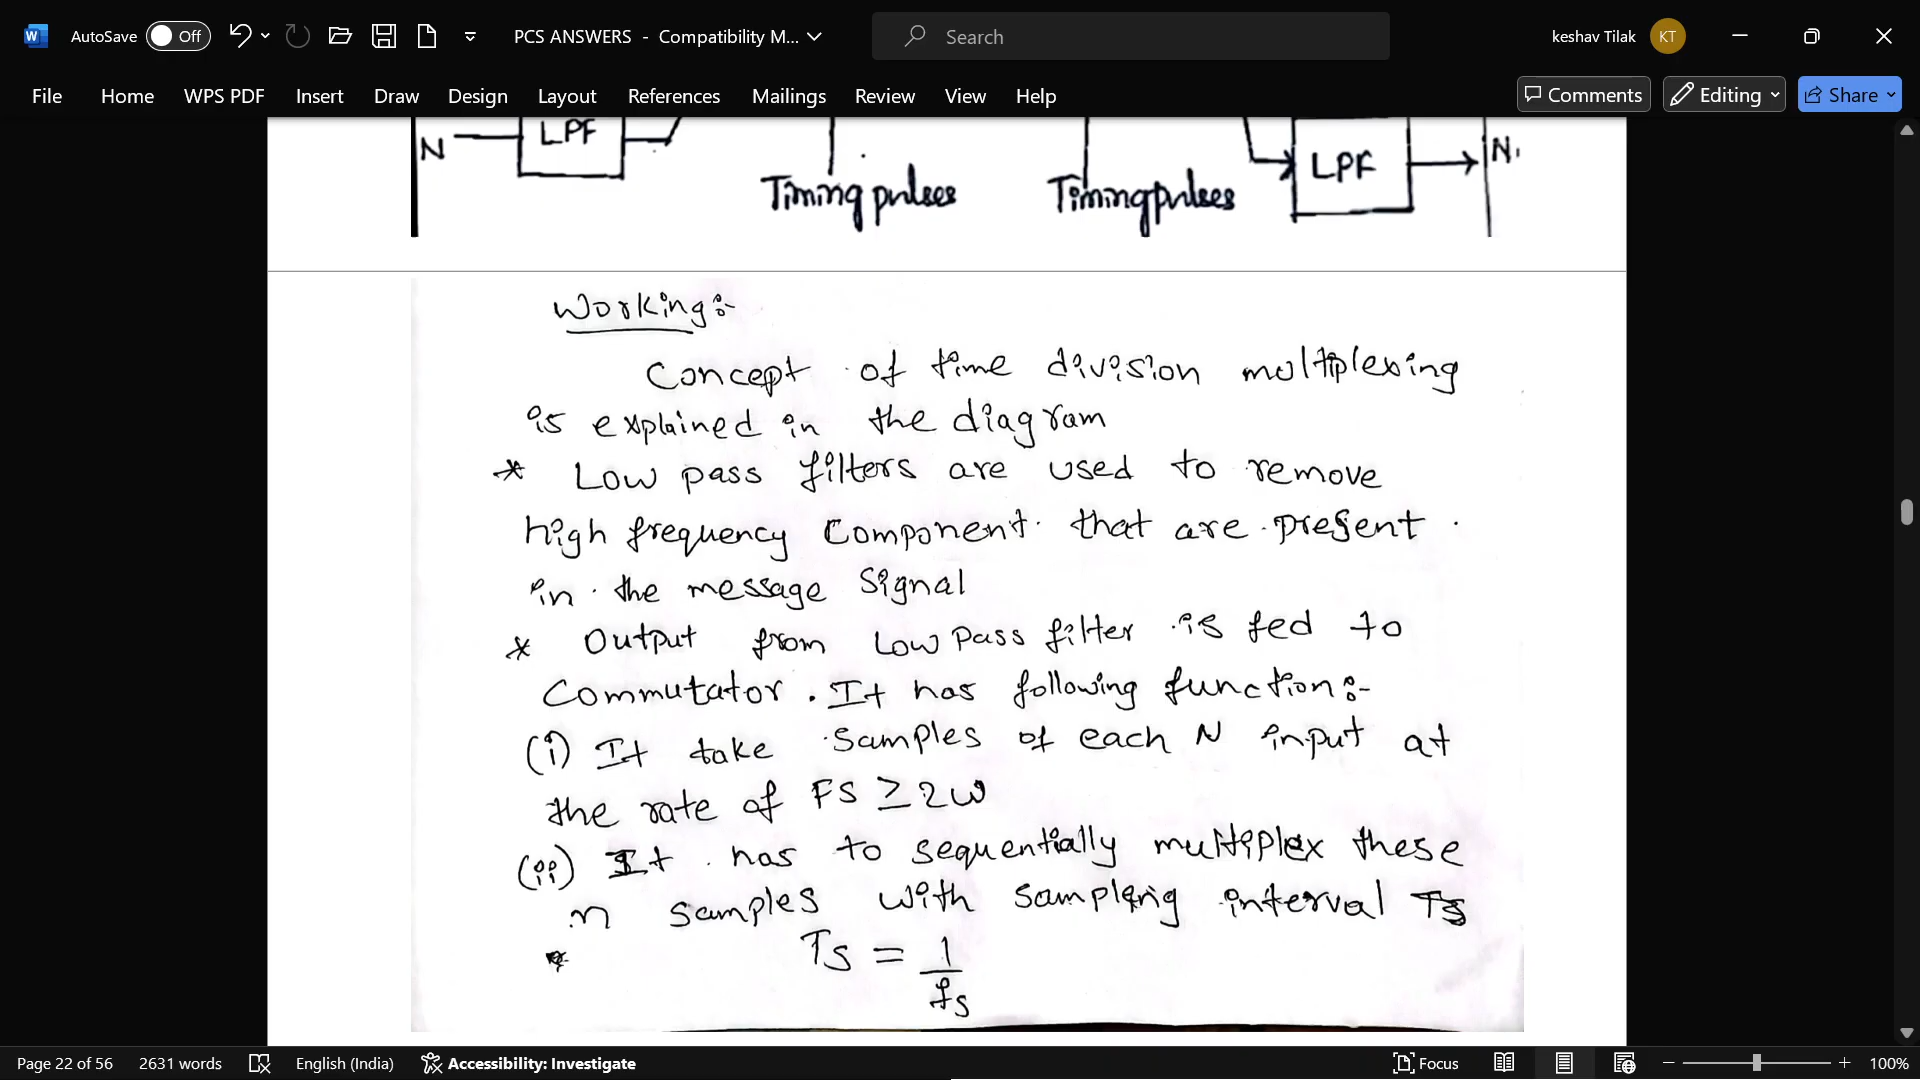 AutoSave Off PCS ANSWERS - Compatibility M... Search keshav Tilak KT
File Home WPS PDF Insert Draw Design Layout References Mailings Review View Help Comments Editing Share
N LPF LPF N.
Timing pulses Timing pulses
Working:-
Concept of time division multiplexing
is explained in the diagram
* Low pass filters are used to remove
high frequency component that are present
in the message signal
* Output from Low pass filter is fed to
Commutator. It has following function:-
(i) It take samples of each N input at
the rate of FS ≥ 2W
(ii) It has to sequentially multiplex these
n samples with sampling interval Ts
* Ts = 1/fs
Page 22 of 56 2631 words English (India) Accessibility: Investigate Focus 100%